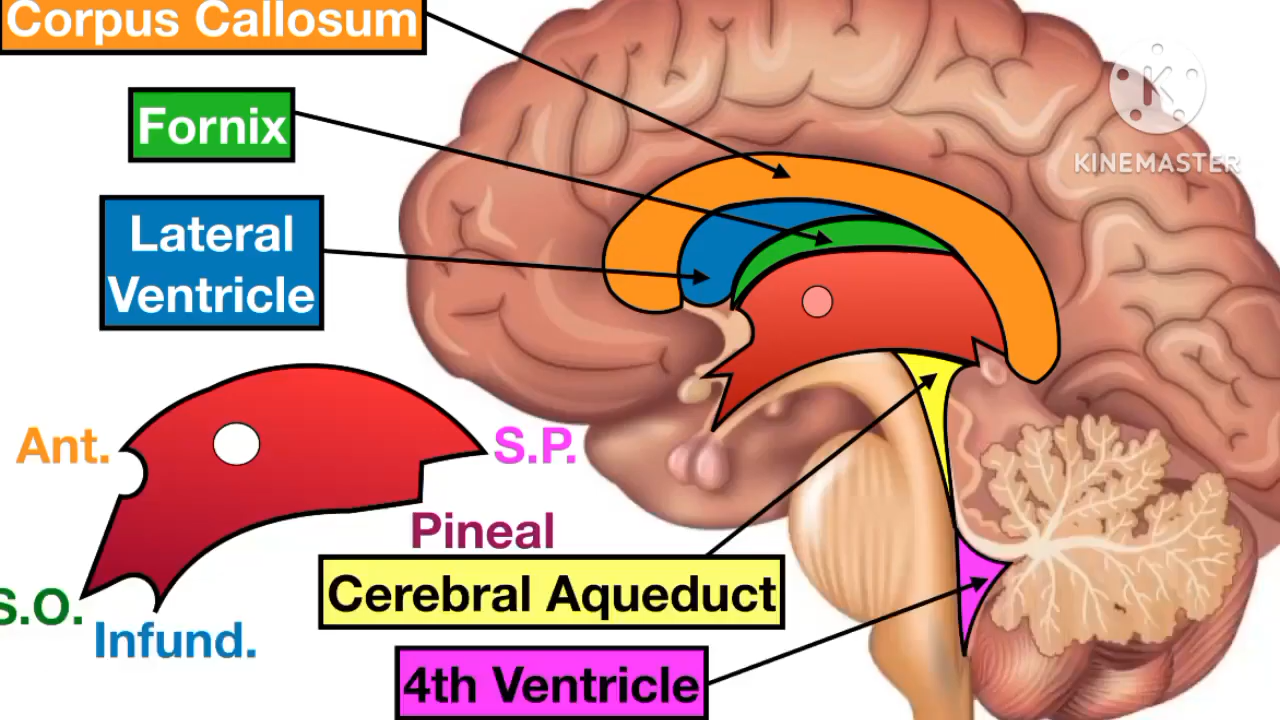 Corpus Callosum
Fornix
Lateral
Ventricle
K
KINEMASTER
Ant.
S.P.
Pineal
S.O.
Infund.
Cerebral Aqueduct
4th Ventricle